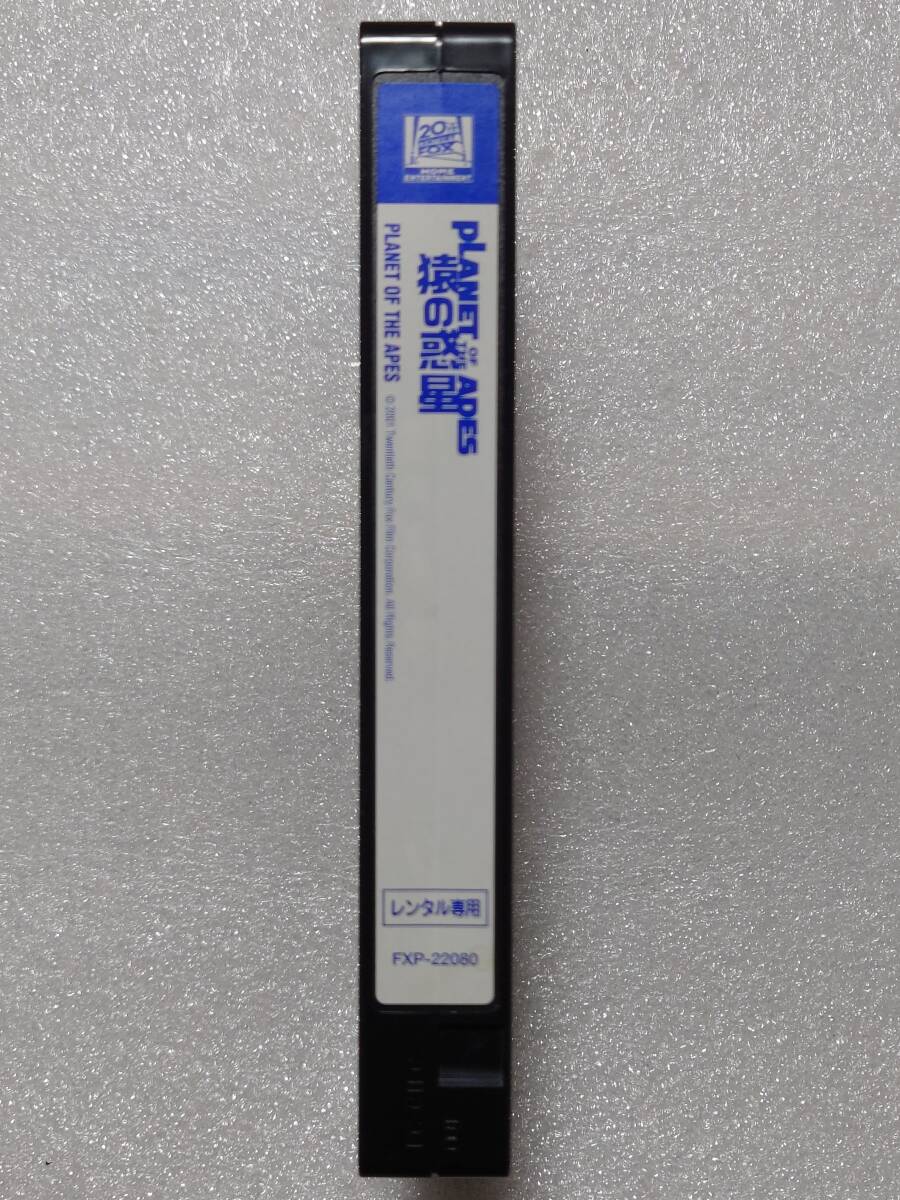 20TH
CENTURY
FOX
HOME
ENTERTAINMENT
PLANET OF THE APES
猿の惑星
PLANET OF THE APES © 2001 Twentieth Century Fox Film Corporation. All Rights Reserved.
レンタル専用
FXP-22080